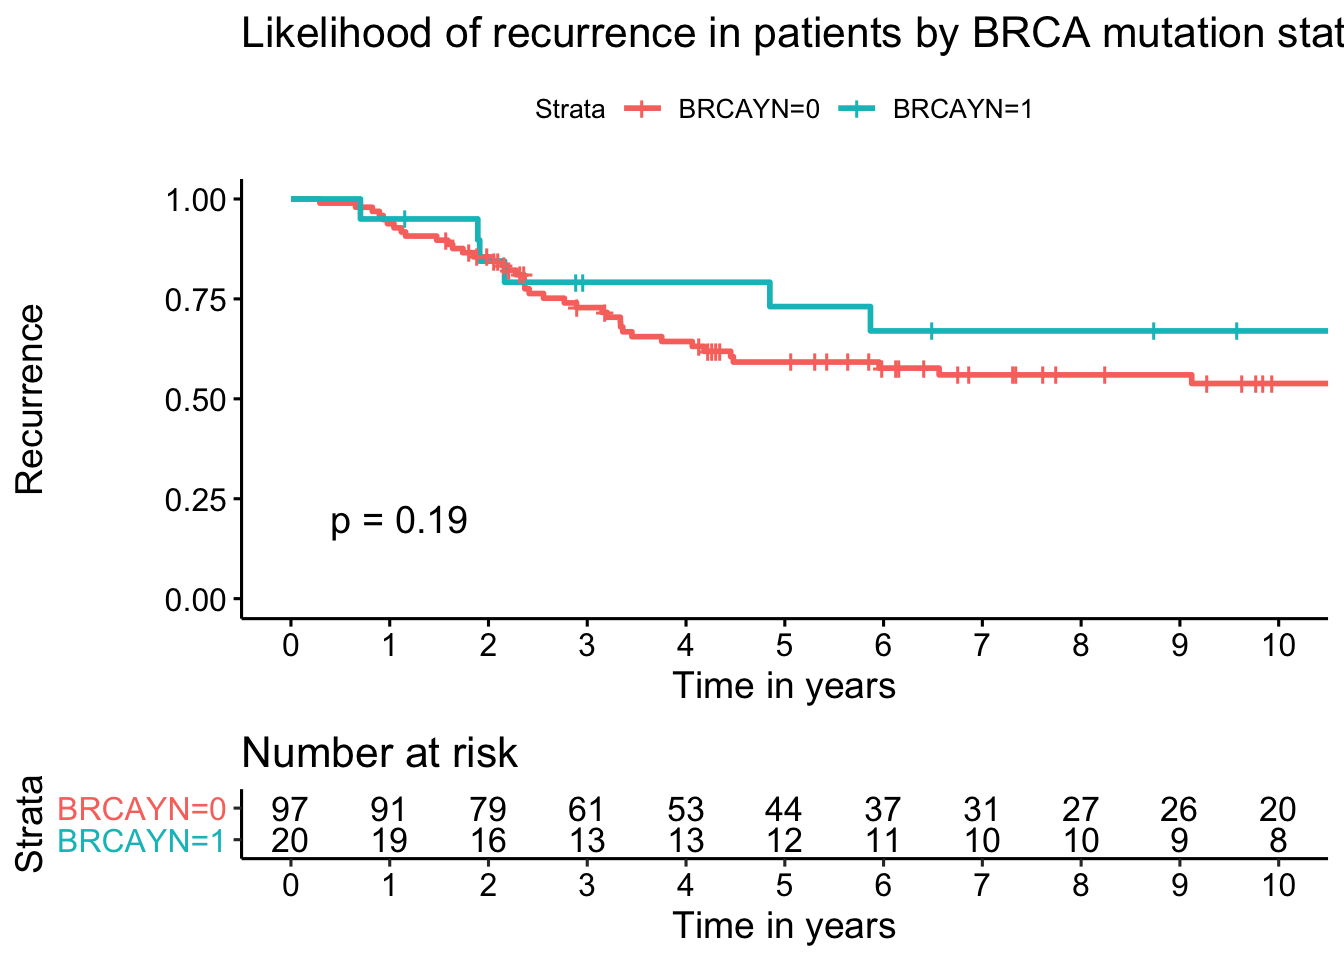 Likelihood of recurrence in patients by BRCA mutation stat
Strata BRCAYN=0 BRCAYN=1
Recurrence
1.00
0.75
0.50
0.25
0.00
p = 0.19
0 1 2 3 4 5 6 7 8 9 10
Time in years
Number at risk
Strata
BRCAYN=0 97 91 79 61 53 44 37 31 27 26 20
BRCAYN=1 20 19 16 13 13 12 11 10 10 9 8
0 1 2 3 4 5 6 7 8 9 10
Time in years